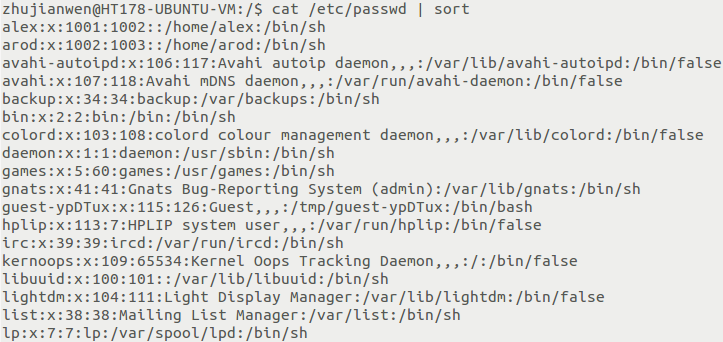 zhujianwen@HT178-UBUNTU-VM:/$ cat /etc/passwd | sort
alex:x:1001:1002::/home/alex:/bin/sh
arod:x:1002:1003::/home/arod:/bin/sh
avahi-autoipd:x:106:117:Avahi autoip daemon,,,:/var/lib/avahi-autoipd:/bin/false
avahi:x:107:118:Avahi mDNS daemon,,,:/var/run/avahi-daemon:/bin/false
backup:x:34:34:backup:/var/backups:/bin/sh
bin:x:2:2:bin:/bin:/bin/sh
colord:x:103:108:colord colour management daemon,,,:/var/lib/colord:/bin/false
daemon:x:1:1:daemon:/usr/sbin:/bin/sh
games:x:5:60:games:/usr/games:/bin/sh
gnats:x:41:41:Gnats Bug-Reporting System (admin):/var/lib/gnats:/bin/sh
guest-ypDTux:x:115:126:Guest,,,:/tmp/guest-ypDTux:/bin/bash
hplip:x:113:7:HPLIP system user,,,:/var/run/hplip:/bin/false
irc:x:39:39:ircd:/var/run/ircd:/bin/sh
kernoops:x:109:65534:Kernel Oops Tracking Daemon,,,:/:/bin/false
libuuid:x:100:101::/var/lib/libuuid:/bin/sh
lightdm:x:104:111:Light Display Manager:/var/lib/lightdm:/bin/false
list:x:38:38:Mailing List Manager:/var/list:/bin/sh
lp:x:7:7:lp:/var/spool/lpd:/bin/sh